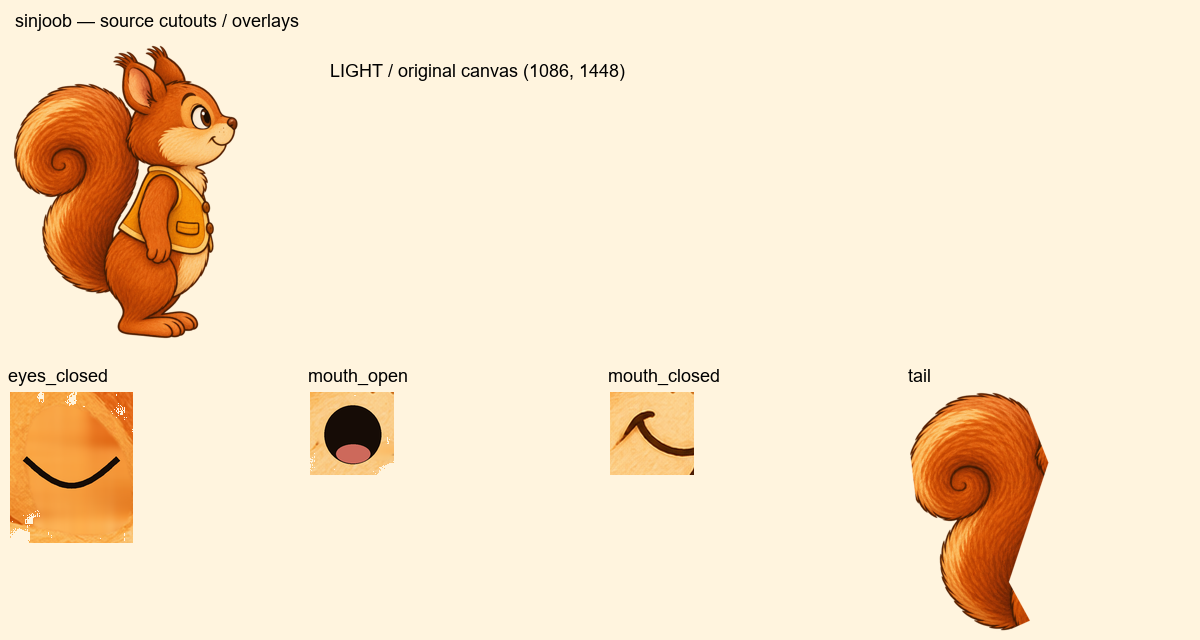 sinjoob — source cutouts / overlays
LIGHT / original canvas (1086, 1448)
eyes_closed
mouth_open
mouth_closed
tail